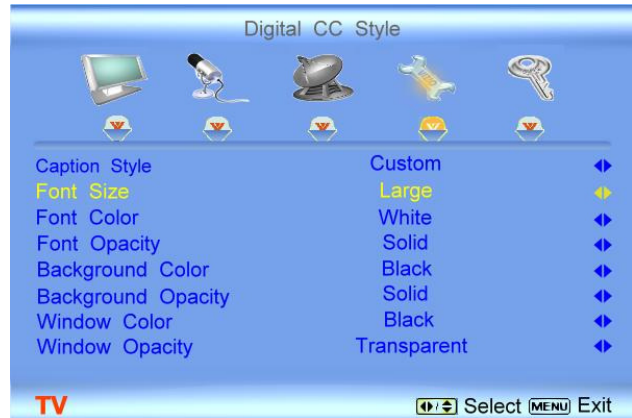 Digital CC Style
Caption Style Custom
Font Size Large
Font Color White
Font Opacity Solid
Background Color Black
Background Opacity Solid
Window Color Black
Window Opacity Transparent
TV Select MENU Exit